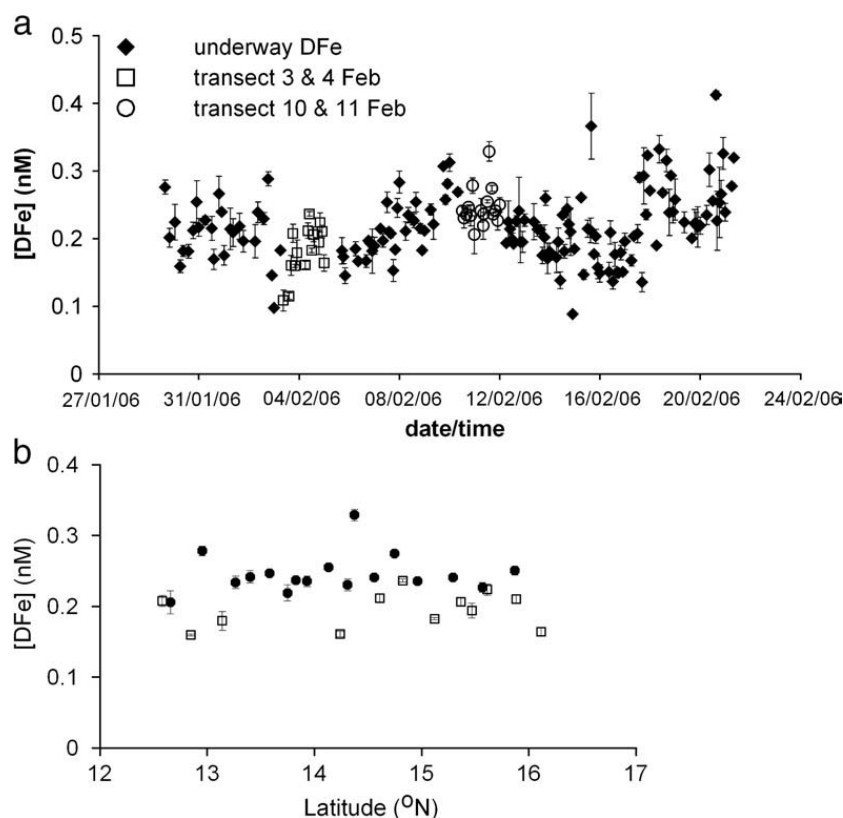 a
0.5
underway DFe
transect 3 & 4 Feb
0.4
transect 10 & 11 Feb
[DFe] (nM)
0.3
0.2
0.1
0
27/01/06 31/01/06 04/02/06 08/02/06 12/02/06 16/02/06 20/02/06 24/02/06
date/time
b
0.4
0.3
[DFe] (nM)
0.2
0.1
0
12 13 14 15 16 17
Latitude (ᴼN)